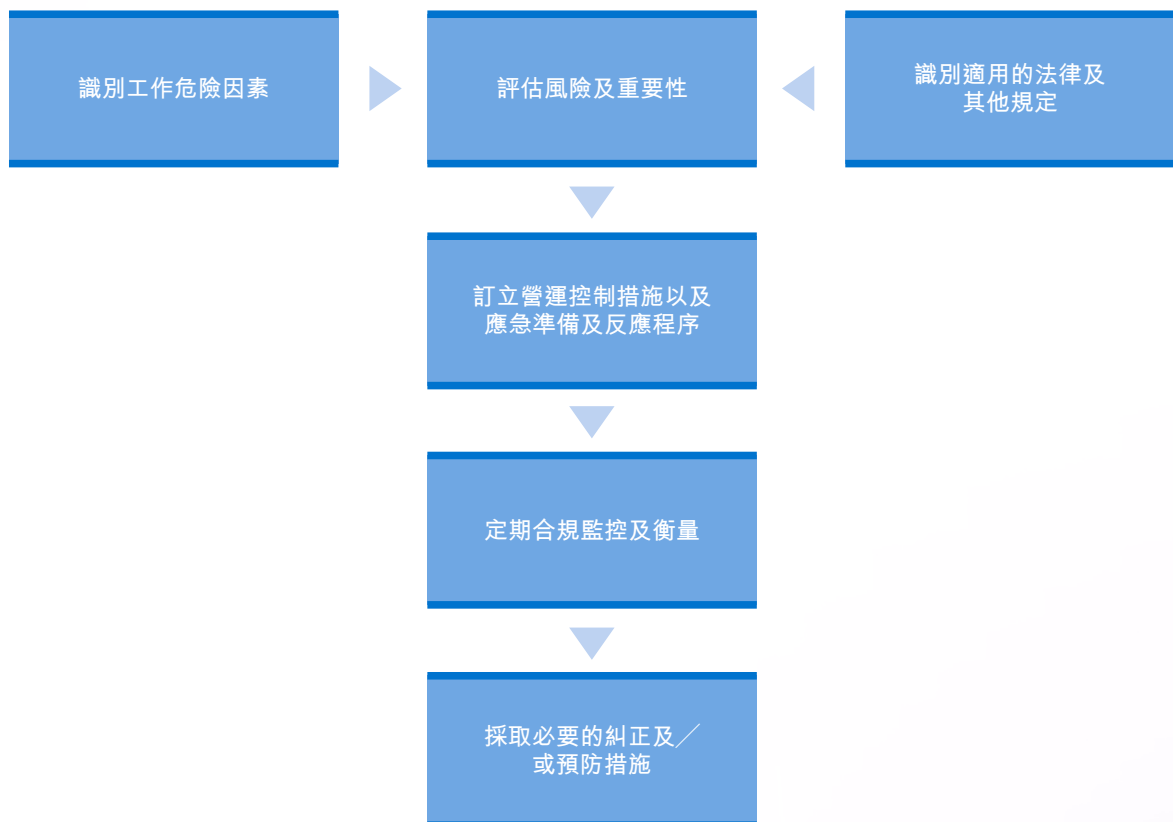 識別工作危險因素
評估風險及重要性
識別適用的法律及
其他規定
訂立營運控制措施以及
應急準備及反應程序
定期合規監控及衡量
採取必要的糾正及╱
或預防措施